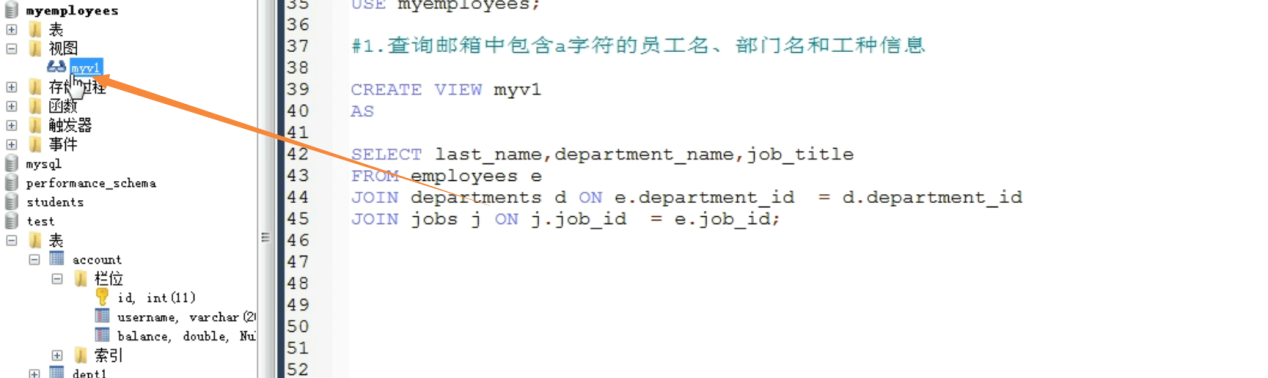 myemployees
表
视图
myv1
存储过程
函数
触发器
事件
mysql
performance_schema
students
test
表
account
栏位
id, int(11)
username, varchar(20
balance, double, Nul
索引
dept1
35 USE myemployees;
36
37 #1.查询邮箱中包含a字符的员工名、部门名和工种信息
38
39 CREATE VIEW myv1
40 AS
41
42 SELECT last_name,department_name,job_title
43 FROM employees e
44 JOIN departments d ON e.department_id = d.department_id
45 JOIN jobs j ON j.job_id = e.job_id;
46
47
48
49
50
51
52